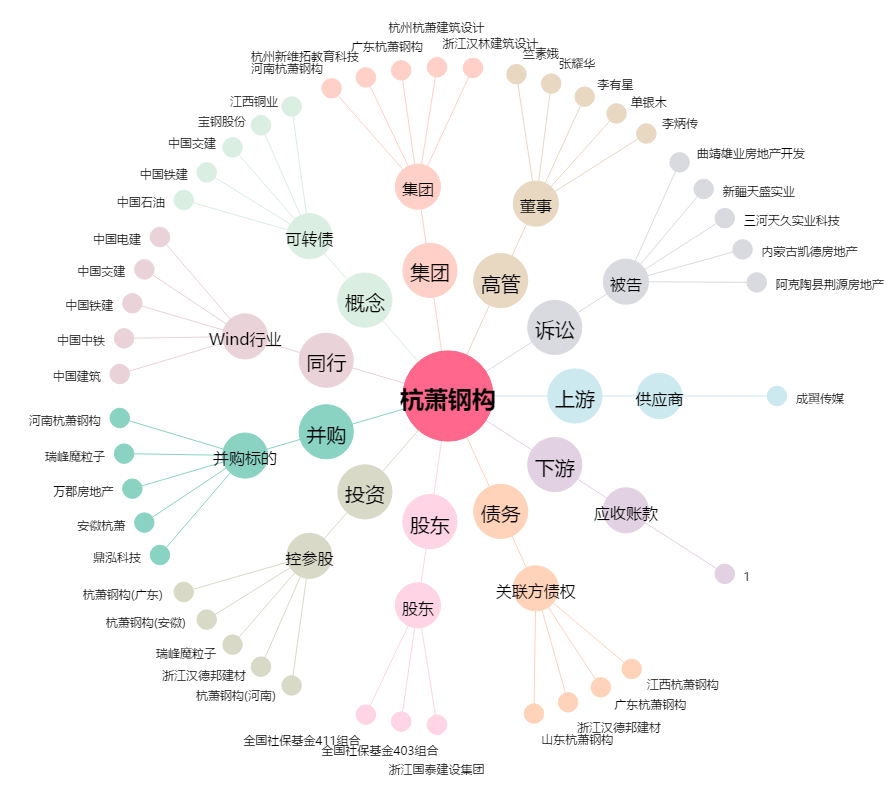 杭州杭萧建筑设计
广东杭萧钢构
浙江汉林建筑设计
杭州新维拓教育科技
河南杭萧钢构
竺素娥
张耀华
李有星
单银木
李炳传
江西铜业
宝钢股份
中国交建
中国铁建
中国石油
曲靖雄业房地产开发
新疆天盛实业
三河天久实业科技
内蒙古凯德房地产
阿克陶县荆源房地产
集团
董事
可转债
集团
高管
被告
概念
诉讼
中国电建
中国交建
中国铁建
中国中铁
中国建筑
Wind行业
同行
杭萧钢构
上游
供应商
成翼传媒
河南杭萧钢构
瑞峰魔粒子
万郡房地产
安徽杭萧
鼎泓科技
并购标的
并购
下游
应收账款
1
投资
股东
债务
控参股
股东
关联方债权
杭萧钢构(广东)
杭萧钢构(安徽)
瑞峰魔粒子
浙江汉德邦建材
杭萧钢构(河南)
全国社保基金411组合
全国社保基金403组合
浙江国泰建设集团
江西杭萧钢构
广东杭萧钢构
浙江汉德邦建材
山东杭萧钢构